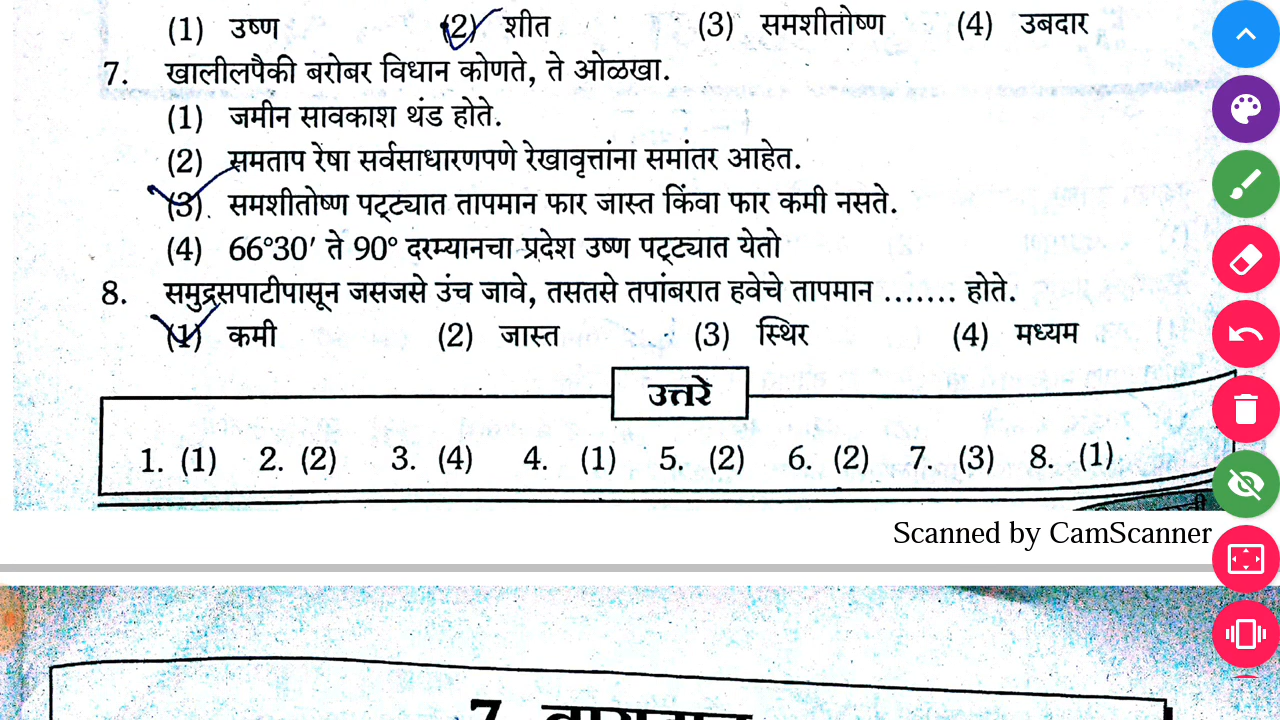 (1) उष्ण (2) शीत (3) समशीतोष्ण (4) उबदार
7. खालीलपैकी बरोबर विधान कोणते, ते ओळखा.
(1) जमीन सावकाश थंड होते.
(2) समताप रेषा सर्वसाधारणपणे रेखावृत्तांना समांतर आहेत.
(3) समशीतोष्ण पट्ट्यात तापमान फार जास्त किंवा फार कमी नसते.
(4) 66°30′ ते 90° दरम्यानचा प्रदेश उष्ण पट्ट्यात येतो
8. समुद्रसपाटीपासून जसजसे उंच जावे, तसतसे तपांबरात हवेचे तापमान ....... होते.
(1) कमी (2) जास्त (3) स्थिर (4) मध्यम
उत्तरे
1. (1) 2. (2) 3. (4) 4. (1) 5. (2) 6. (2) 7. (3) 8. (1)
Scanned by CamScanner
7